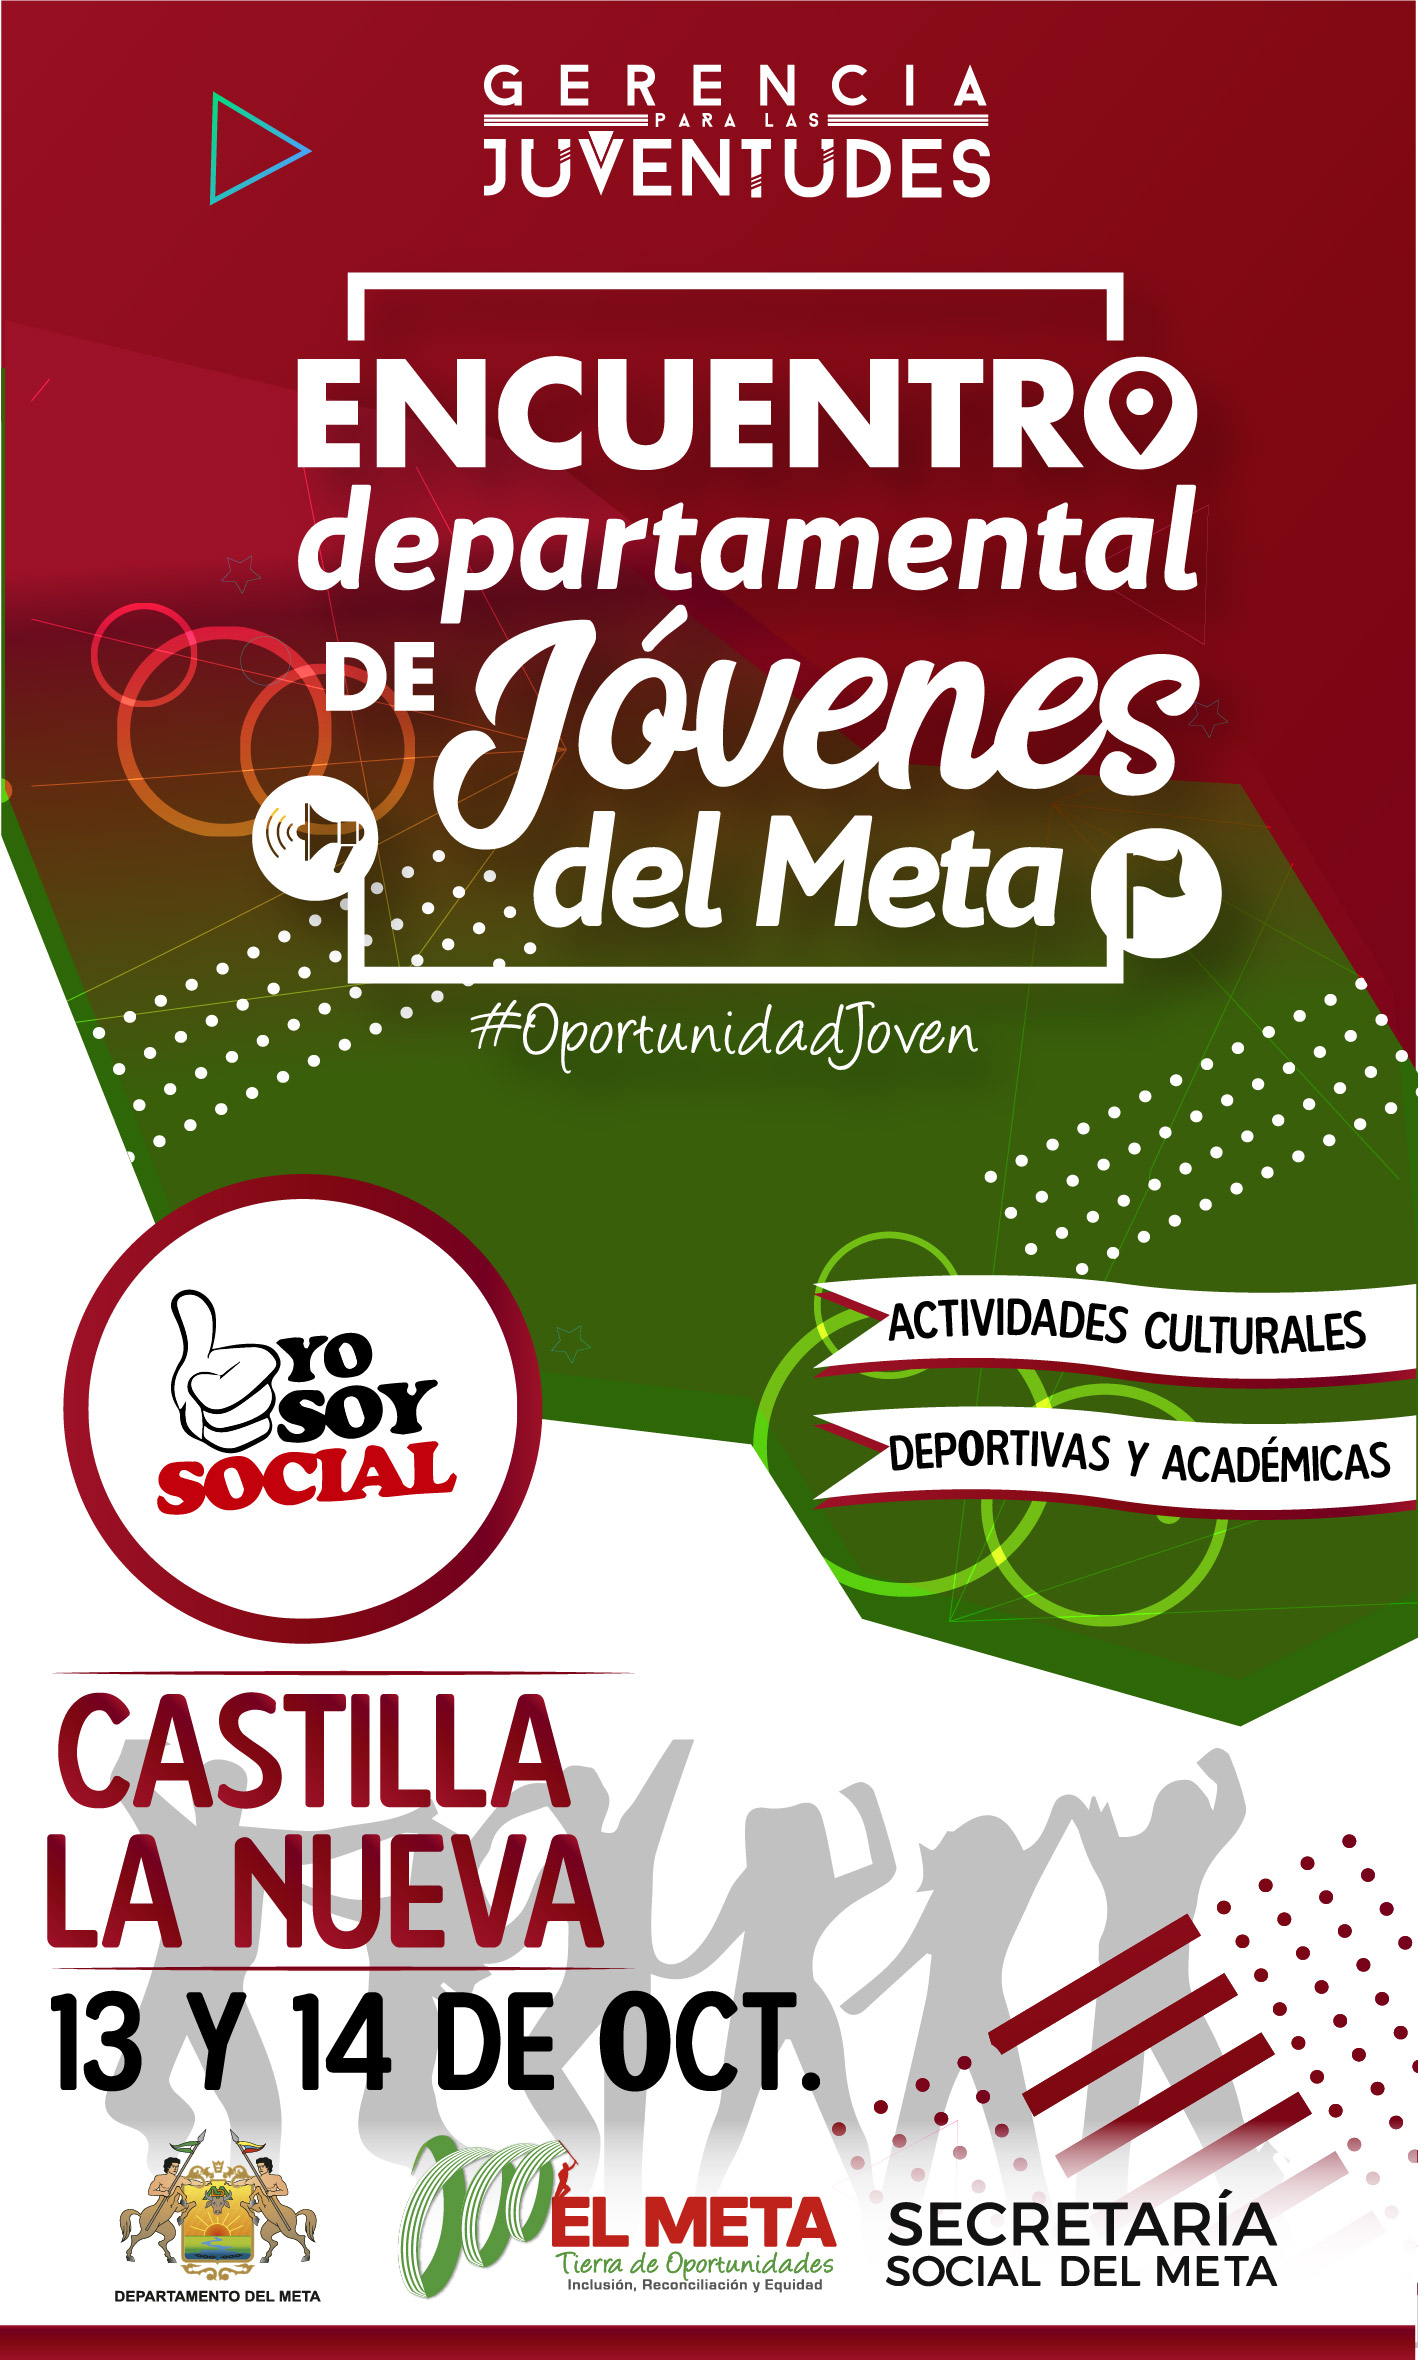 GERENCIA
PARA LAS
JUVENTUDES
ENCUENTRO
departamental
DE Jóvenes
del Meta
#OportunidadJoven
YO
SOY
SOCIAL
ACTIVIDADES CULTURALES
DEPORTIVAS Y ACADÉMICAS
CASTILLA
LA NUEVA
13 Y 14 DE OCT.
DEPARTAMENTO DEL META
EL META
Tierra de Oportunidades
Inclusión, Reconciliación y Equidad
SECRETARÍA
SOCIAL DEL META